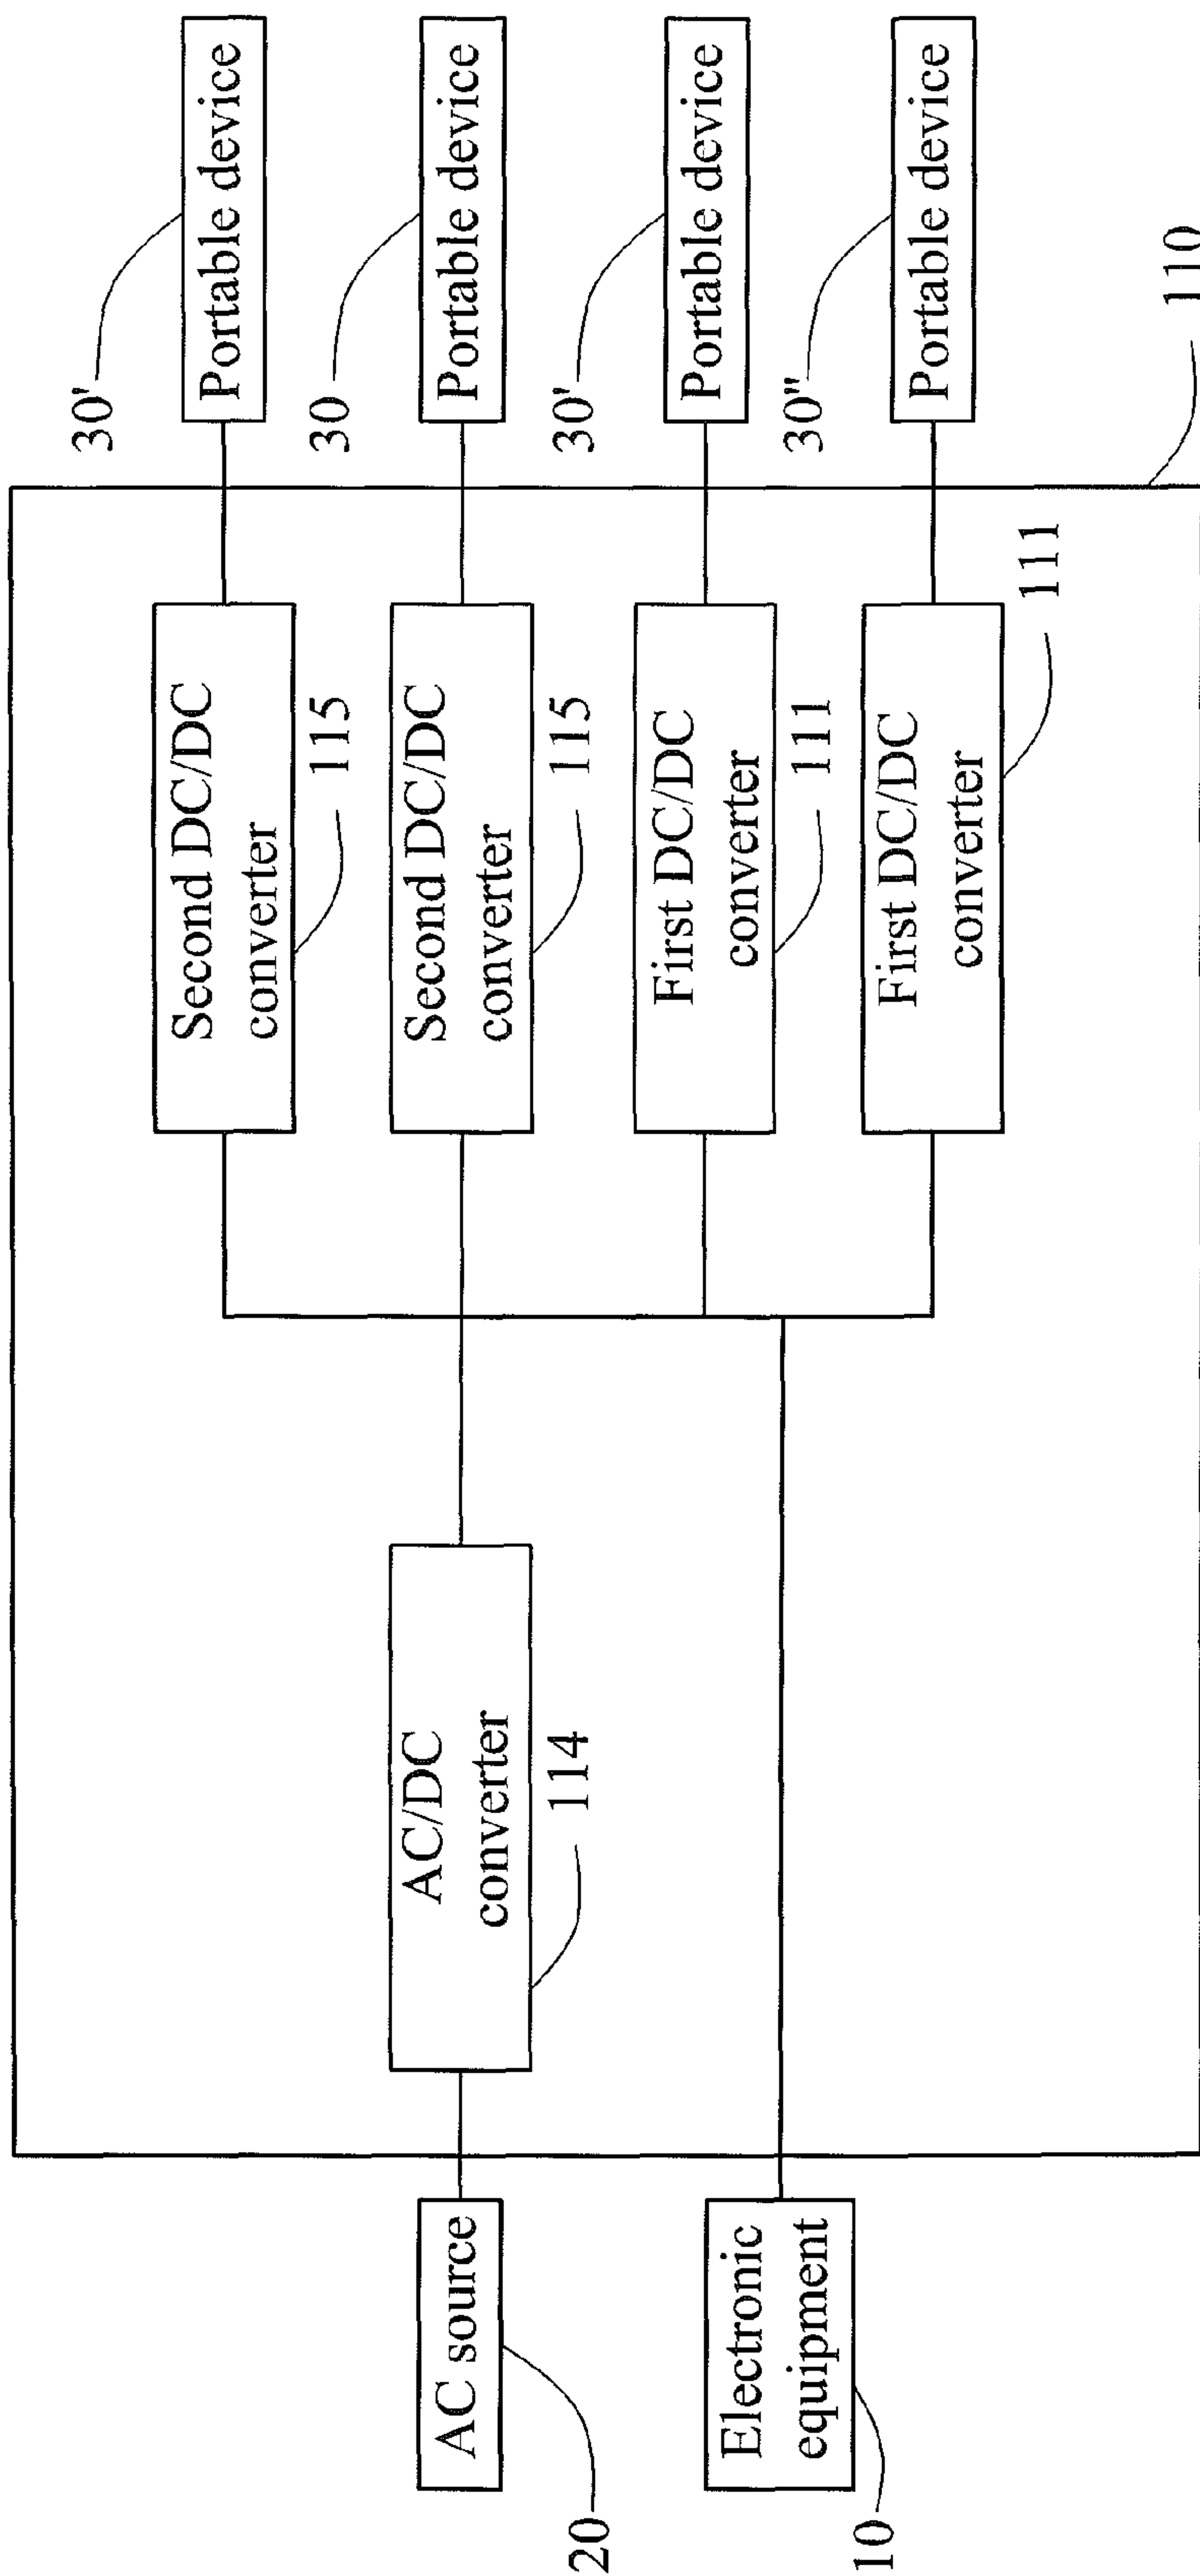 30'
Portable device
Second DC/DC
converter
115
30
Portable device
Second DC/DC
converter
115
AC/DC
converter
114
AC source
20
30'
Portable device
First DC/DC
converter
111
30"
Portable device
First DC/DC
converter
111
Electronic
equipment
10
110